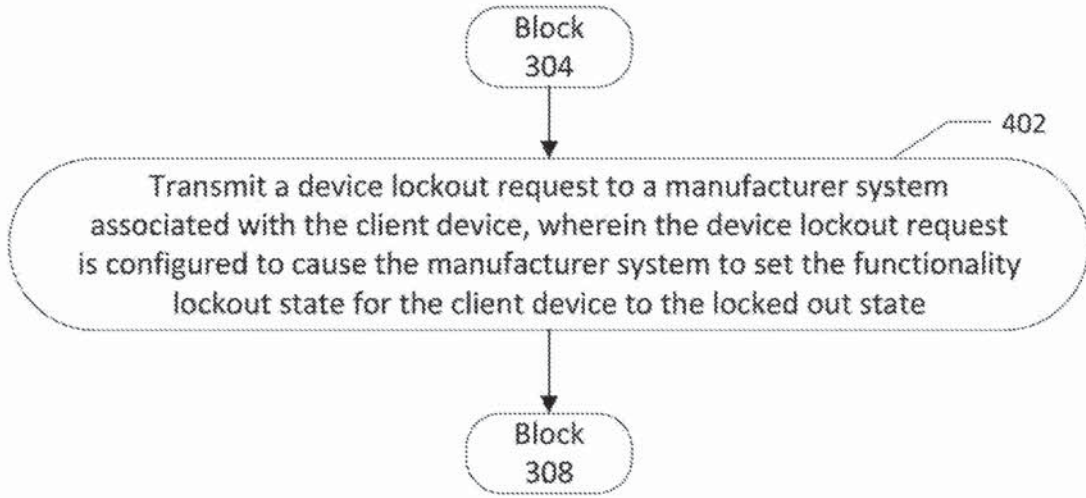 Block
304
402
Transmit a device lockout request to a manufacturer system
associated with the client device, wherein the device lockout request
is configured to cause the manufacturer system to set the functionality
lockout state for the client device to the locked out state
Block
308